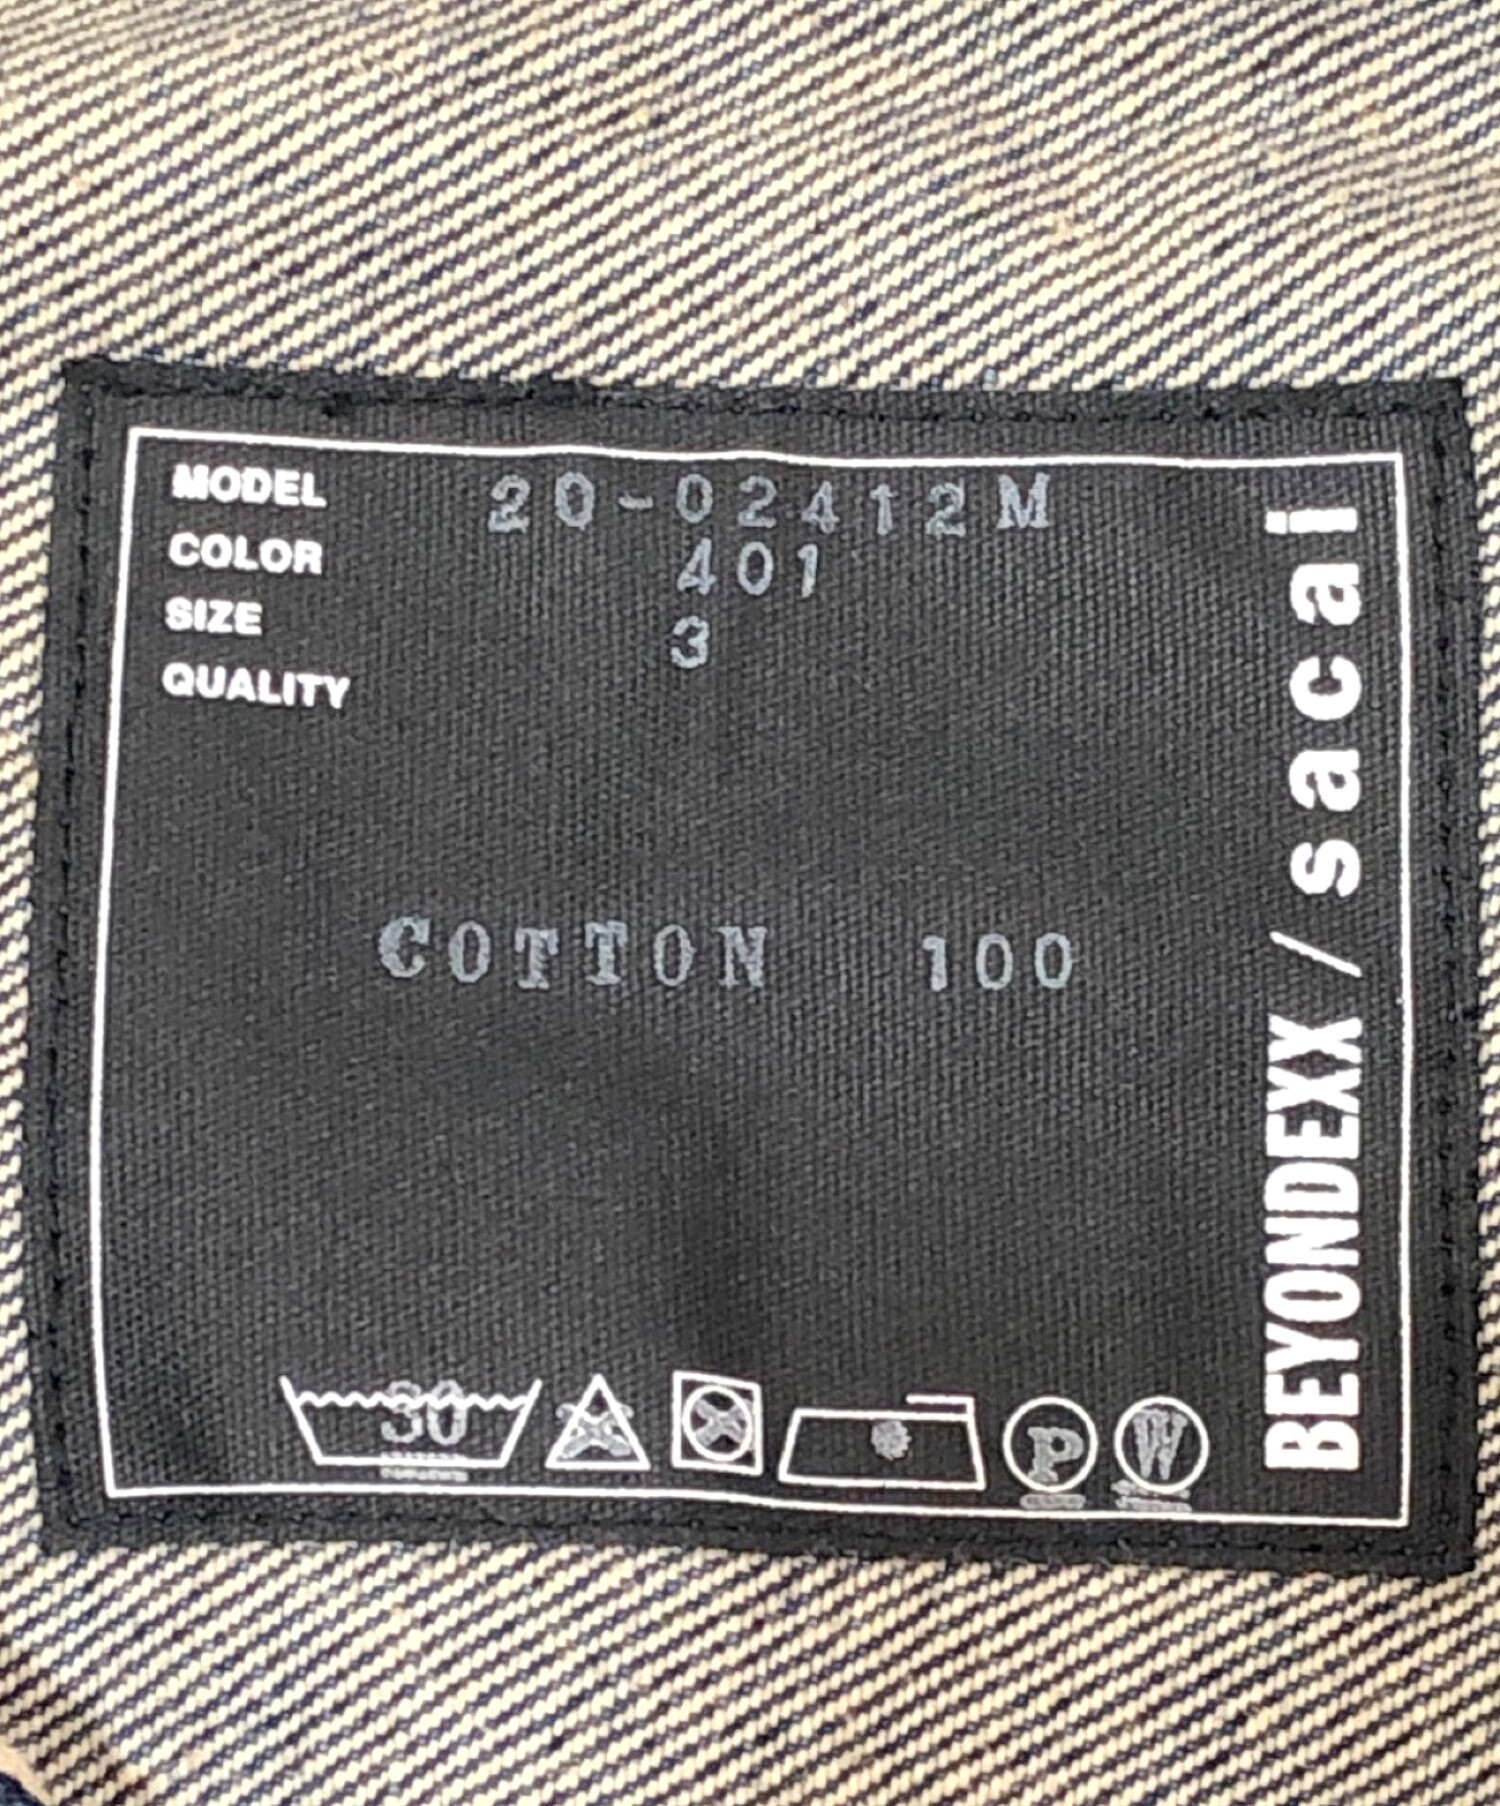 MODEL 20-02412M
COLOR 401
SIZE 3
QUALITY
COTTON 100
30
P W
BEYONDEXX / sacai